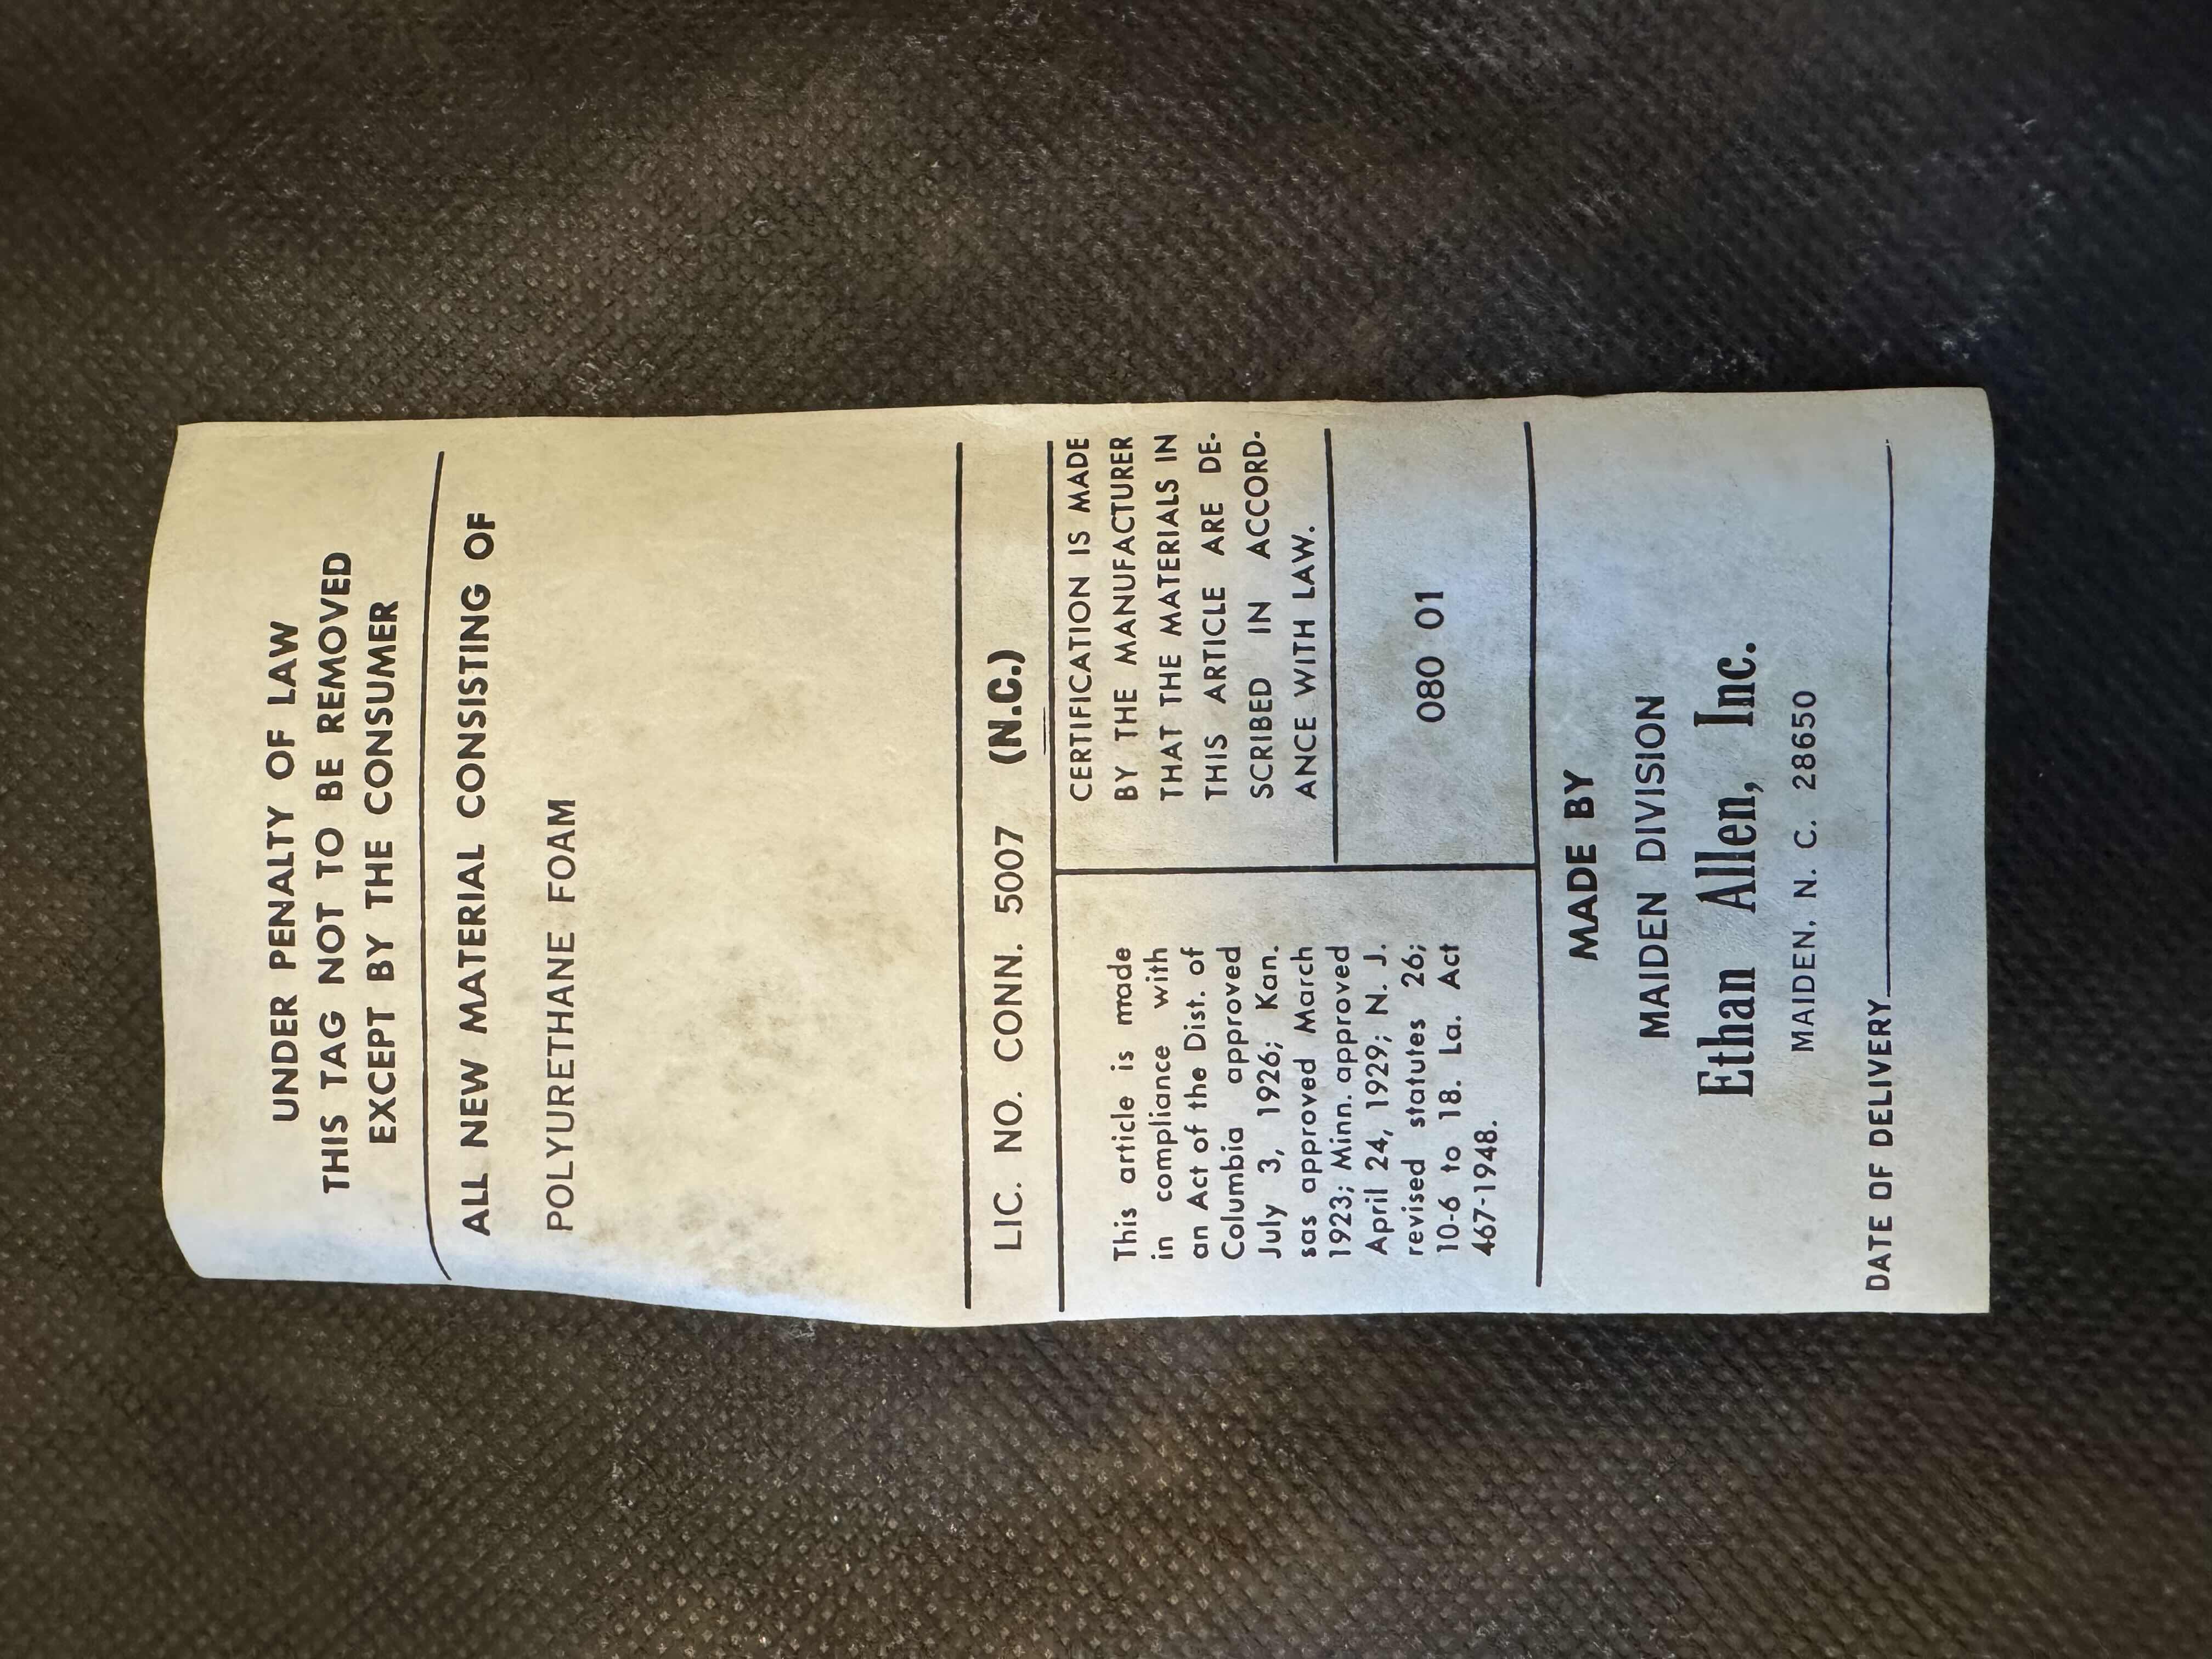 UNDER PENALTY OF LAW
THIS TAG NOT TO BE REMOVED
EXCEPT BY THE CONSUMER
ALL NEW MATERIAL CONSISTING OF
POLYURETHANE FOAM
LIC. NO. CONN. 5007 (N.C.)
This article is made
in compliance with
an Act of the Dist. of
Columbia approved
July 3, 1926; Kan.
sas approved March
1923; Minn. approved
April 24, 1929; N. J.
revised statutes 26;
10-6 to 18. La. Act
467-1948.
CERTIFICATION IS MADE
BY THE MANUFACTURER
THAT THE MATERIALS IN
THIS ARTICLE ARE DE-
SCRIBED IN ACCORD-
ANCE WITH LAW.
080 01
MADE BY
MAIDEN DIVISION
Ethan Allen, Inc.
MAIDEN, N. C. 28650
DATE OF DELIVERY